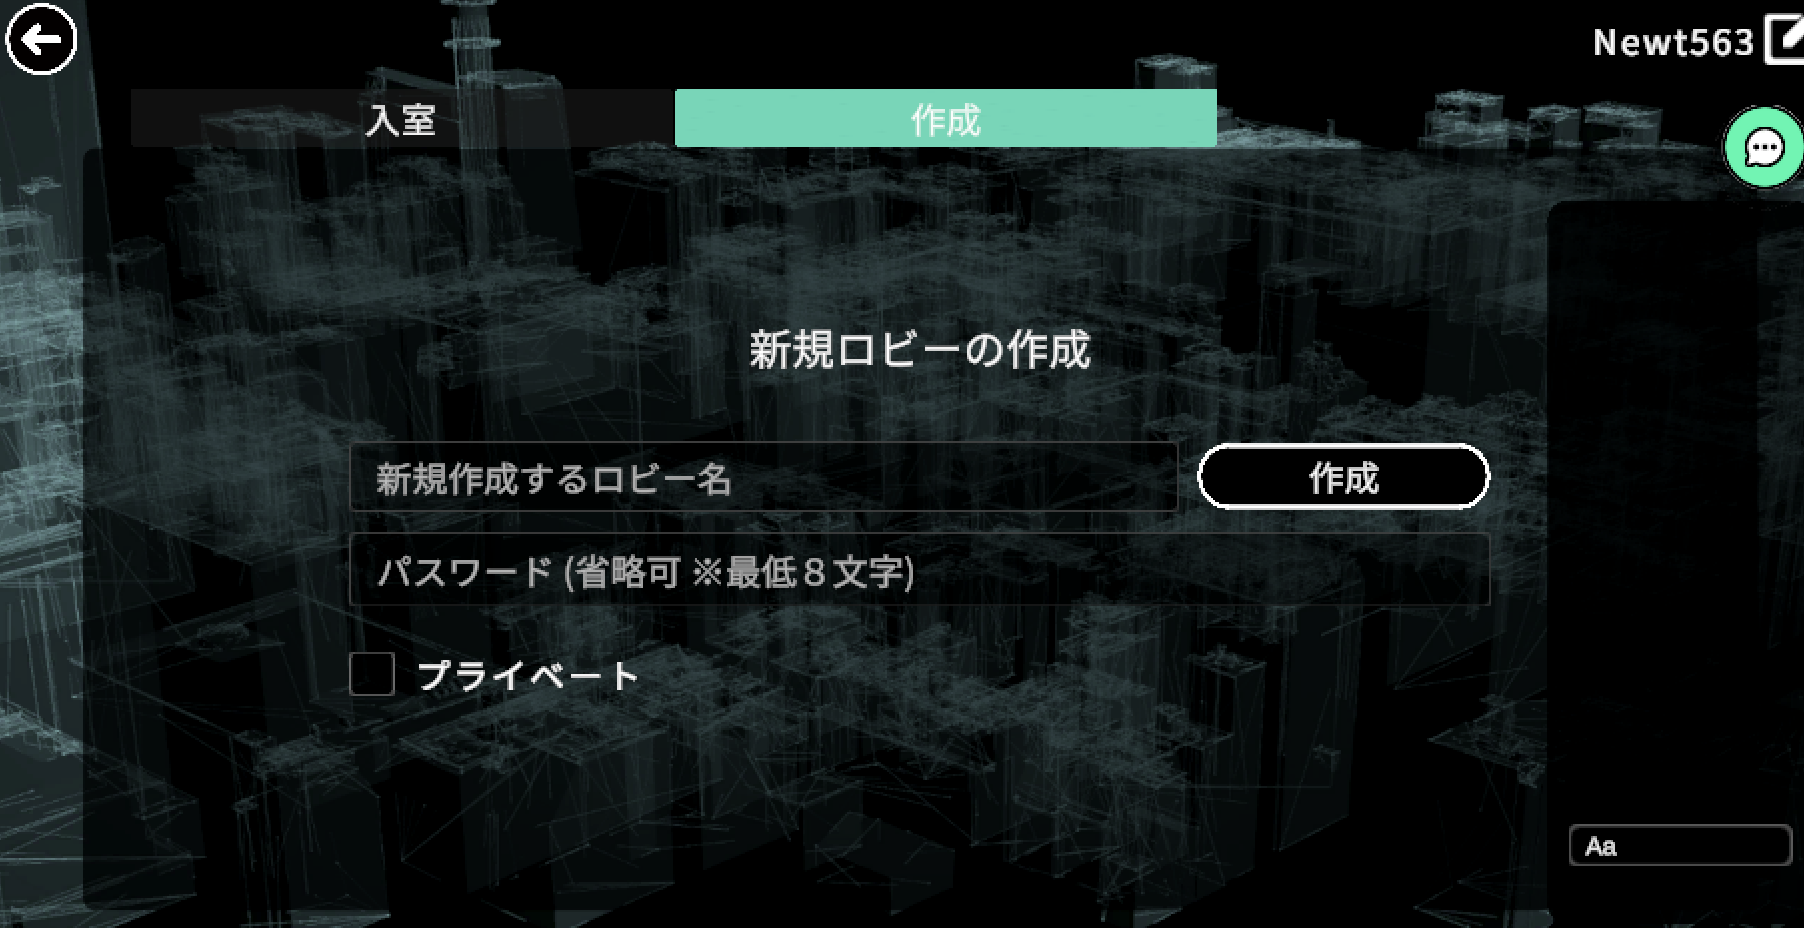 Newt563
入室
作成
新規ロビーの作成
新規作成するロビー名
作成
パスワード (省略可 ※最低８文字)
プライベート
Aa